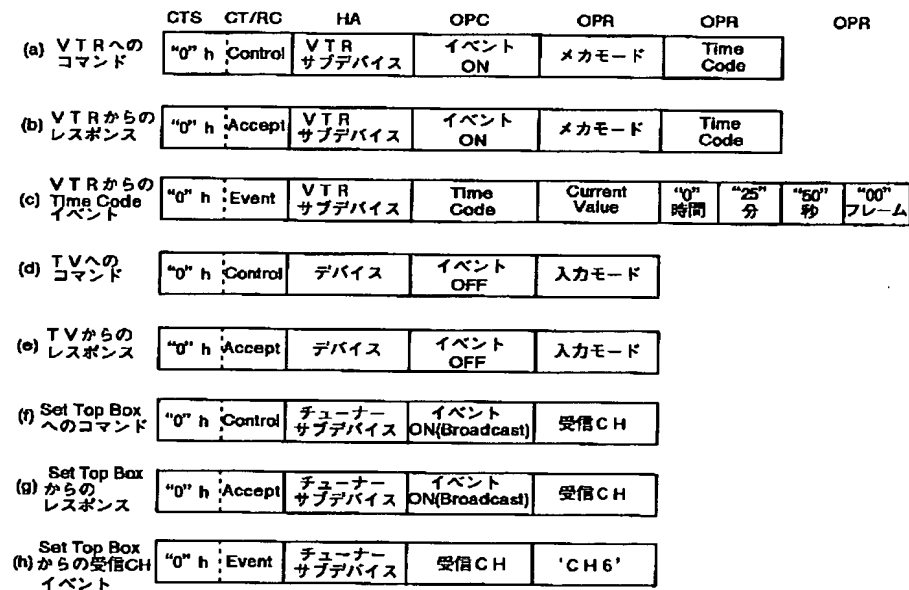 CTS CT/RC HA OPC OPR OPR OPR
(a) VTRへの
コマンド
“0” h Control VTR
サブデバイス イベント
ON メカモード Time
Code
(b) VTRからの
レスポンス
“0” h Accept VTR
サブデバイス イベント
ON メカモード Time
Code
(c) VTRからの
Time Code
イベント
“0” h Event VTR
サブデバイス Time
Code Current
Value “0”
時間 “25”
分 “50”
秒 “00”
フレーム
(d) TVへの
コマンド
“0” h Control デバイス イベント
OFF 入力モード
(e) TVからの
レスポンス
“0” h Accept デバイス イベント
OFF 入力モード
(f) Set Top Box
へのコマンド
“0” h Control チューナー
サブデバイス イベント
ON(Broadcast) 受信CH
(g) Set Top Box
からの
レスポンス
“0” h Accept チューナー
サブデバイス イベント
ON(Broadcast) 受信CH
(h) Set Top Box
からの受信CH
イベント
“0” h Event チューナー
サブデバイス 受信CH 'CH6'